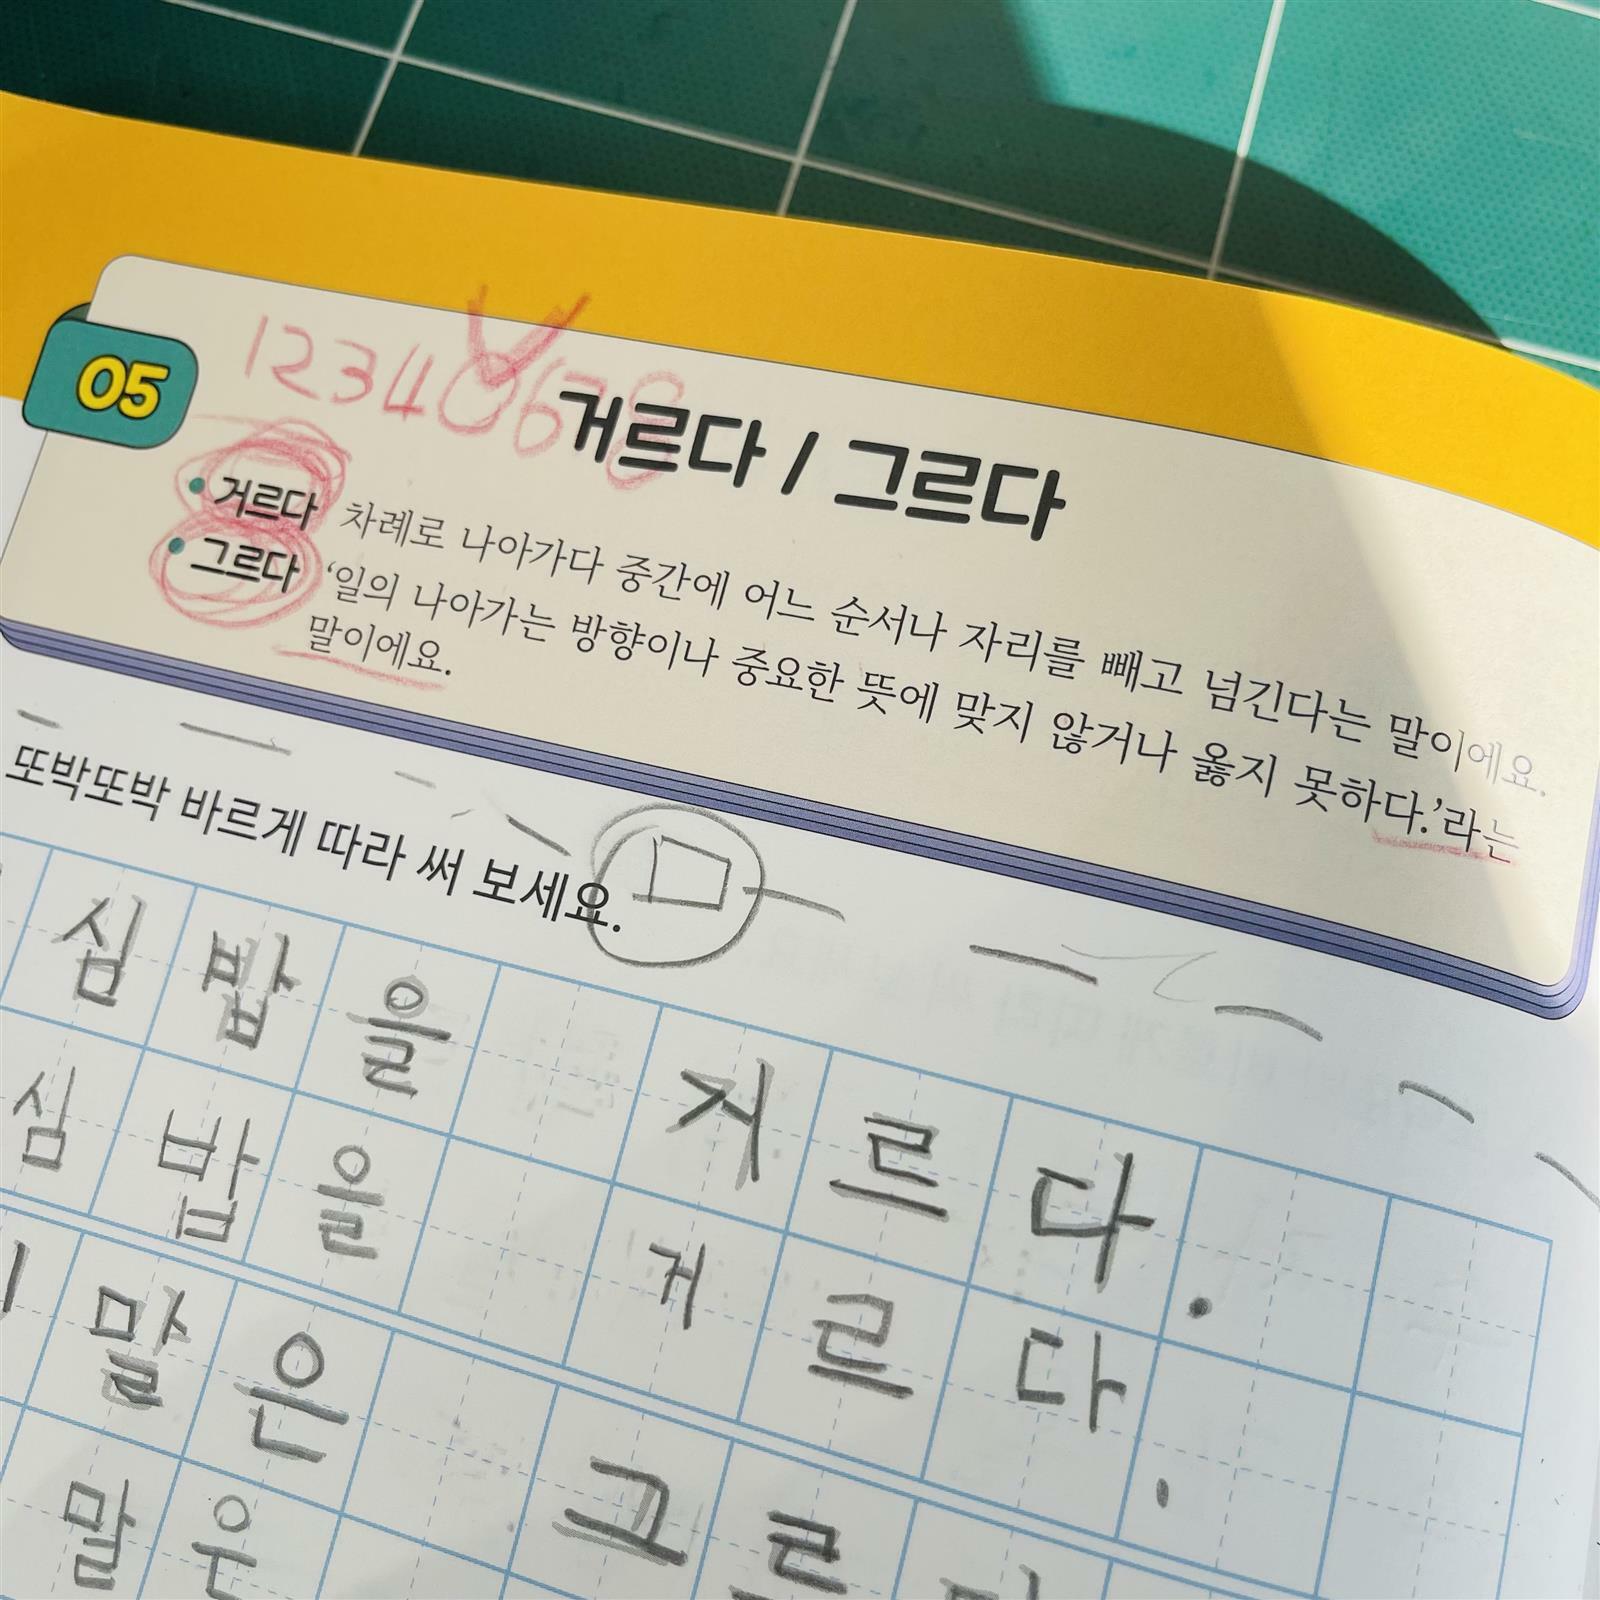 1234 678
05
거르다 / 그르다
• 거르다 차례로 나아가다 중간에 어느 순서나 자리를 빼고 넘긴다는 말이에요.
• 그르다 ‘일의 나아가는 방향이나 중요한 뜻에 맞지 않거나 옳지 못하다.’라는
말이에요.
또박또박 바르게 따라 써 보세요.
심밥을 거르다.
심밥을 거르다.
말은 그르
말은